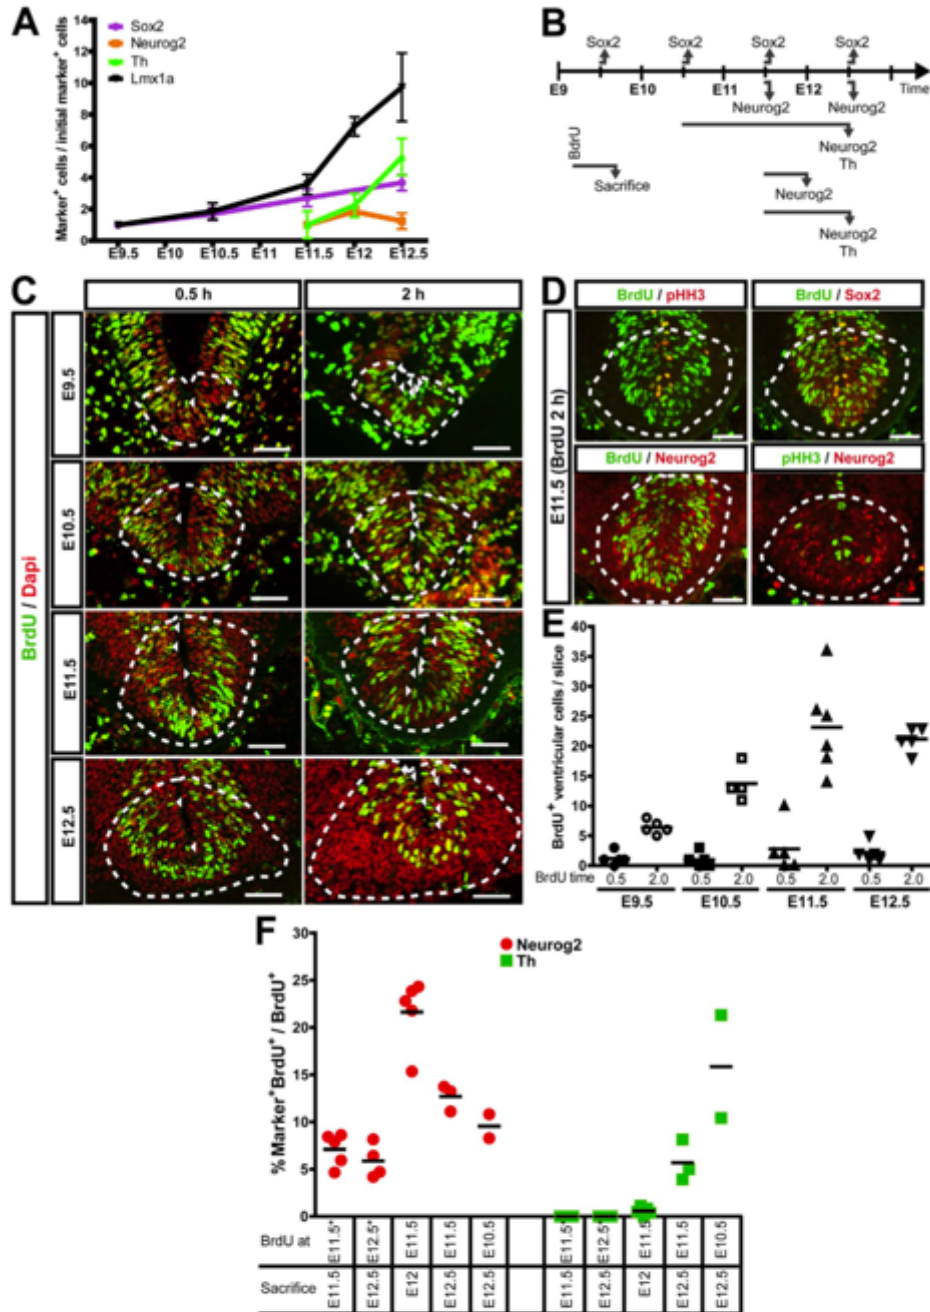 A
14
12
10
8
6
4
2
0
Marker+ cells / initial marker+ cells
Sox2
Neurog2
Th
Lmx1a
E9.5 E10 E10.5 E11 E11.5 E12 E12.5
B
Sox2 Sox2 Sox2 Sox2
E9 E10 E11 E12 Time
Neurog2 Neurog2
BdrU
Neurog2
Th
Sacrifice
Neurog2
Neurog2
Th
C
0.5 h 2 h
BrdU / Dapi
E9.5
E10.5
E11.5
E12.5
D
E11.5 (BrdU 2 h)
BrdU / pHH3 BrdU / Sox2
BrdU / Neurog2 pHH3 / Neurog2
E
BrdU+ ventricular cells / slice
40
35
30
25
20
15
10
5
0
BrdU time 0.5 2.0 0.5 2.0 0.5 2.0 0.5 2.0
E9.5 E10.5 E11.5 E12.5
F
%Marker+BrdU+ / BrdU+
30
25
20
15
10
5
0
Neurog2
Th
BrdU at E11.5* E12.5* E11.5 E11.5 E10.5 E11.5 E12.5 E11.5 E11.5 E10.5
Sacrifice E11.5 E12.5 E12 E12.5 E12.5 E11.5 E12.5 E12 E12.5 E12.5